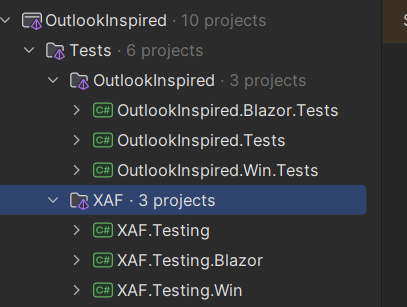 OutlookInspired · 10 projects
Tests · 6 projects
OutlookInspired · 3 projects
C# OutlookInspired.Blazor.Tests
C# OutlookInspired.Tests
C# OutlookInspired.Win.Tests
XAF · 3 projects
C# XAF.Testing
C# XAF.Testing.Blazor
C# XAF.Testing.Win